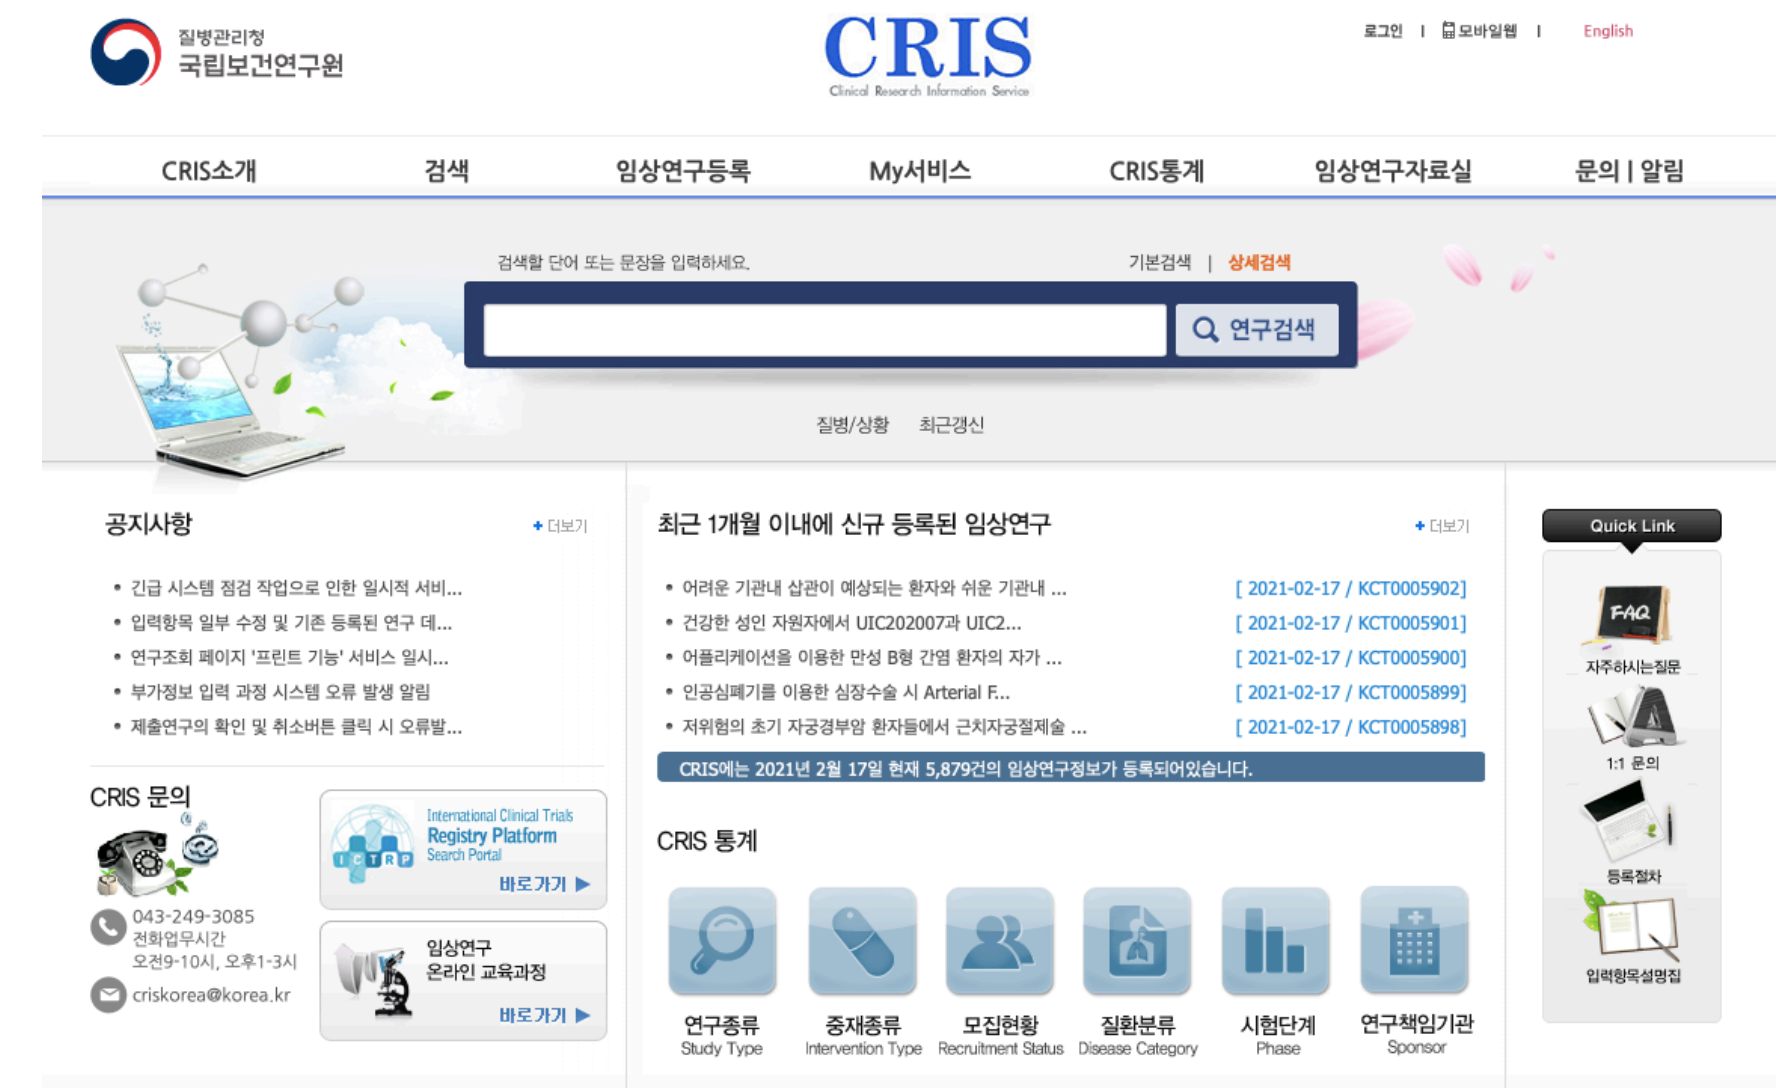 질병관리청
국립보건연구원
CRIS
Clinical Research Information Service
로그인 | 모바일웹 | English
CRIS소개 검색 임상연구등록 My서비스 CRIS통계 임상연구자료실 문의 | 알림
검색할 단어 또는 문장을 입력하세요.
기본검색 | 상세검색
연구검색
질병/상황 최근갱신
공지사항
+ 더보기
• 긴급 시스템 점검 작업으로 인한 일시적 서비...
• 입력항목 일부 수정 및 기존 등록된 연구 데...
• 연구조회 페이지 '프린트 기능' 서비스 일시...
• 부가정보 입력 과정 시스템 오류 발생 알림
• 제출연구의 확인 및 취소버튼 클릭 시 오류발...
최근 1개월 이내에 신규 등록된 임상연구
+ 더보기
• 어려운 기관내 삽관이 예상되는 환자와 쉬운 기관내 ... [ 2021-02-17 / KCT0005902]
• 건강한 성인 자원자에서 UIC202007과 UIC2... [ 2021-02-17 / KCT0005901]
• 어플리케이션을 이용한 만성 B형 간염 환자의 자가 ... [ 2021-02-17 / KCT0005900]
• 인공심폐기를 이용한 심장수술 시 Arterial F... [ 2021-02-17 / KCT0005899]
• 저위험의 초기 자궁경부암 환자들에서 근치자궁절제술 ... [ 2021-02-17 / KCT0005898]
CRIS에는 2021년 2월 17일 현재 5,879건의 임상연구정보가 등록되어있습니다.
CRIS 문의
043-249-3085
전화업무시간
오전9-10시, 오후1-3시
criskorea@korea.kr
ICTRP
International Clinical Trials
Registry Platform
Search Portal
바로가기 ▶
임상연구
온라인 교육과정
바로가기 ▶
CRIS 통계
연구종류
Study Type
중재종류
Intervention Type
모집현황
Recruitment Status
질환분류
Disease Category
시험단계
Phase
연구책임기관
Sponsor
Quick Link
FAQ
자주하시는질문
1:1 문의
등록절차
입력항목설명집